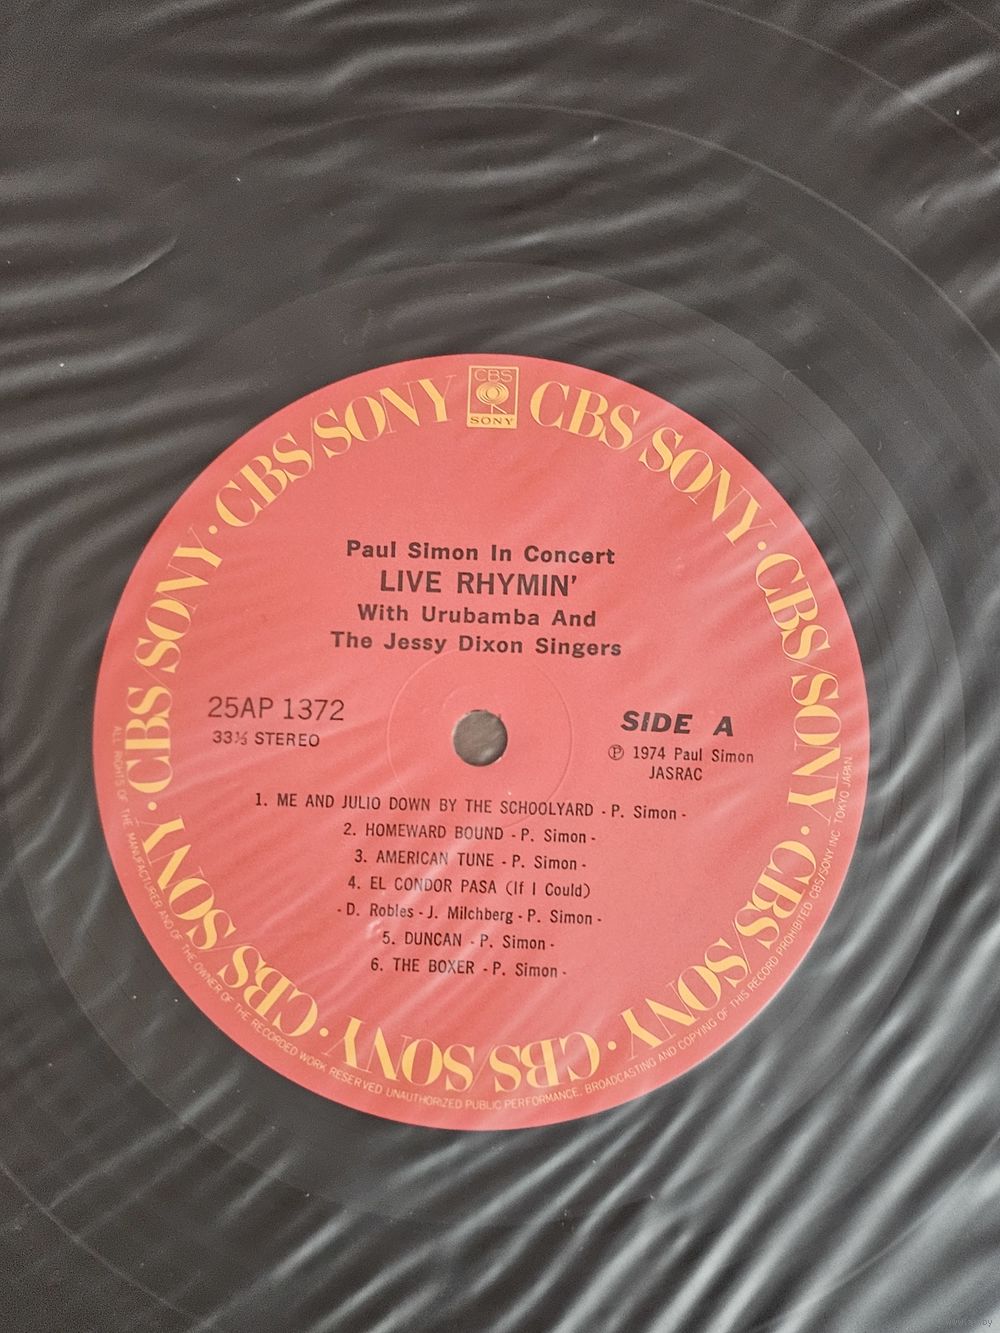 CBS
SONY
CBS/SONY · CBS/SONY · CBS/SONY · CBS/SONY · CBS/SONY · CBS/SONY · CBS/SONY · CBS/SONY
Paul Simon In Concert
LIVE RHYMIN'
With Urubamba And
The Jessy Dixon Singers
25AP 1372
33⅓ STEREO
SIDE A
Ⓟ 1974 Paul Simon
JASRAC
1. ME AND JULIO DOWN BY THE SCHOOLYARD - P. Simon -
2. HOMEWARD BOUND - P. Simon -
3. AMERICAN TUNE - P. Simon -
4. EL CONDOR PASA (If I Could)
- D. Robles - J. Milchberg - P. Simon -
5. DUNCAN - P. Simon -
6. THE BOXER - P. Simon -
ALL RIGHTS OF THE MANUFACTURER AND OF THE OWNER OF THE RECORDED WORK RESERVED UNAUTHORIZED PUBLIC PERFORMANCE, BROADCASTING AND COPYING OF THIS RECORD PROHIBITED CBS/SONY INC. TOKYO JAPAN